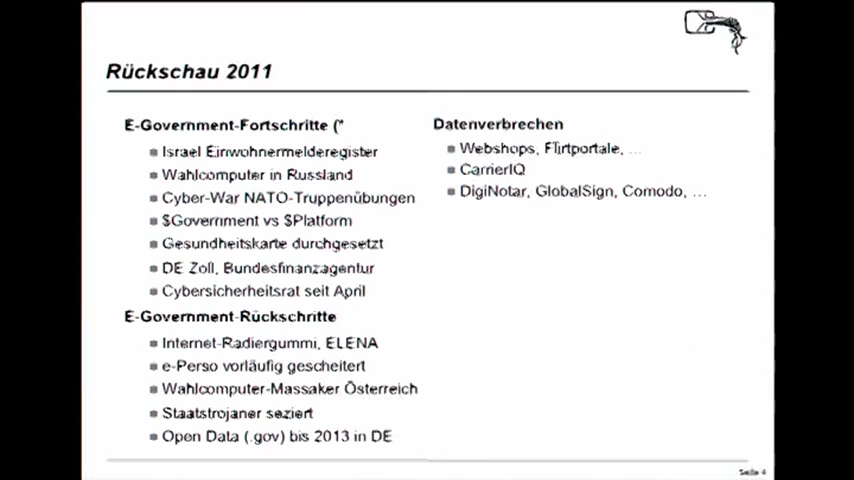 Rückschau 2011
E-Government-Fortschritte (*
Israel Einwohnermelderegister
Wahlcomputer in Russland
Cyber-War NATO-Truppenübungen
$Government vs $Platform
Gesundheitskarte durchgesetzt
DE Zoll, Bundesfinanzagentur
Cybersicherheitsrat seit April
E-Government-Rückschritte
Internet-Radiergummi, ELENA
e-Perso vorläufig gescheitert
Wahlcomputer-Massaker Österreich
Staatstrojaner seziert
Open Data (.gov) bis 2013 in DE
Datenverbrechen
Webshops, Flirtportale, ...
CarrierIQ
DigiNotar, GlobalSign, Comodo, ...
Seite 4